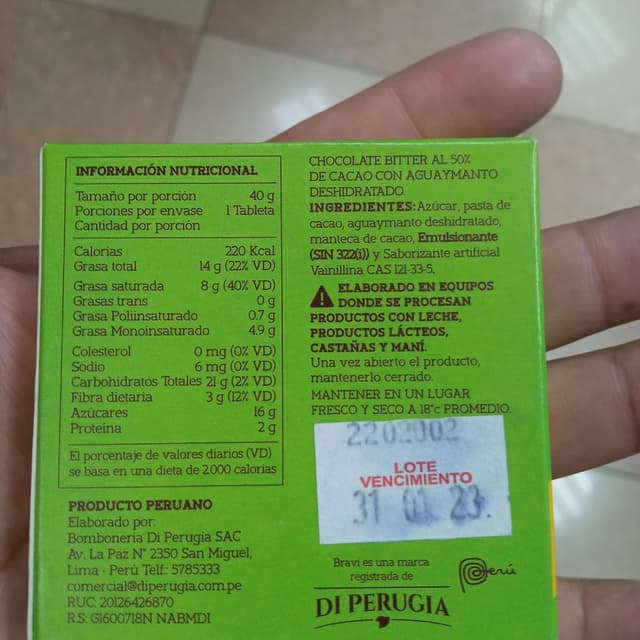 INFORMACIÓN NUTRICIONAL
Tamaño por porción 40 g
Porciones por envase 1 Tableta
Cantidad por porción
Calorías 220 Kcal
Grasa total 14 g (22% VD)
Grasa saturada 8 g (40% VD)
Grasas trans 0 g
Grasa Poliinsaturado 0.7 g
Grasa Monoinsaturado 4.9 g
Colesterol 0 mg (0% VD)
Sodio 6 mg (0% VD)
Carbohidratos Totales 21 g (2% VD)
Fibra dietaria 3 g (12% VD)
Azúcares 16 g
Proteína 2 g
El porcentaje de valores diarios (VD)
se basa en una dieta de 2.000 calorías
PRODUCTO PERUANO
Elaborado por:
Bombonería Di Perugia SAC
Av. La Paz N° 2350 San Miguel,
Lima - Perú Telf.: 5785333
comercial@diperugia.com.pe
RUC: 20126426870
R.S: G1600718N NABMDI
CHOCOLATE BITTER AL 50%
DE CACAO CON AGUAYMANTO
DESHIDRATADO.
INGREDIENTES: Azúcar, pasta de
cacao, aguaymanto deshidratado,
manteca de cacao, Emulsionante
(SIN 322(i)) y Saborizante artificial
Vainillina CAS 121-33-5.
ELABORADO EN EQUIPOS
DONDE SE PROCESAN
PRODUCTOS CON LECHE,
PRODUCTOS LÁCTEOS,
CASTAÑAS Y MANÍ.
Una vez abierto el producto,
mantenerlo cerrado.
MANTENER EN UN LUGAR
FRESCO Y SECO A 18°c PROMEDIO.
2202002
LOTE
VENCIMIENTO
31 01 23.
Bravi es una marca
registrada de
DI PERUGIA
Perú